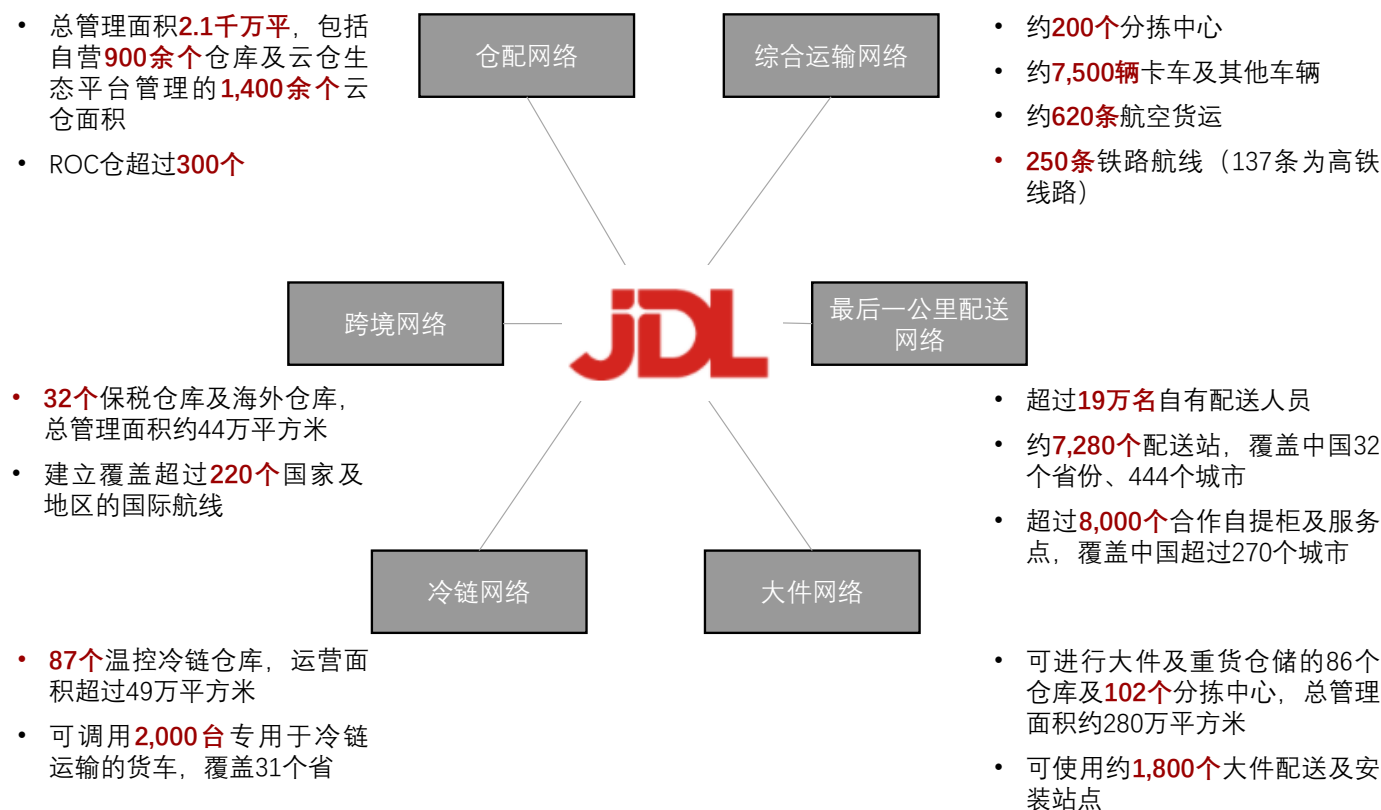 • 总管理面积2.1千万平，包括
自营900余个仓库及云仓生
态平台管理的1,400余个云
仓面积
• ROC仓超过300个
仓配网络
综合运输网络
• 约200个分拣中心
• 约7,500辆卡车及其他车辆
• 约620条航空货运
• 250条铁路航线（137条为高铁
线路）
跨境网络
JDL
最后一公里配送
网络
• 32个保税仓库及海外仓库，
总管理面积约44万平方米
• 建立覆盖超过220个国家及
地区的国际航线
• 超过19万名自有配送人员
• 约7,280个配送站，覆盖中国32
个省份、444个城市
• 超过8,000个合作自提柜及服务
点，覆盖中国超过270个城市
冷链网络
大件网络
• 87个温控冷链仓库，运营面
积超过49万平方米
• 可调用2,000台专用于冷链
运输的货车，覆盖31个省
• 可进行大件及重货仓储的86个
仓库及102个分拣中心，总管理
面积约280万平方米
• 可使用约1,800个大件配送及安
装站点